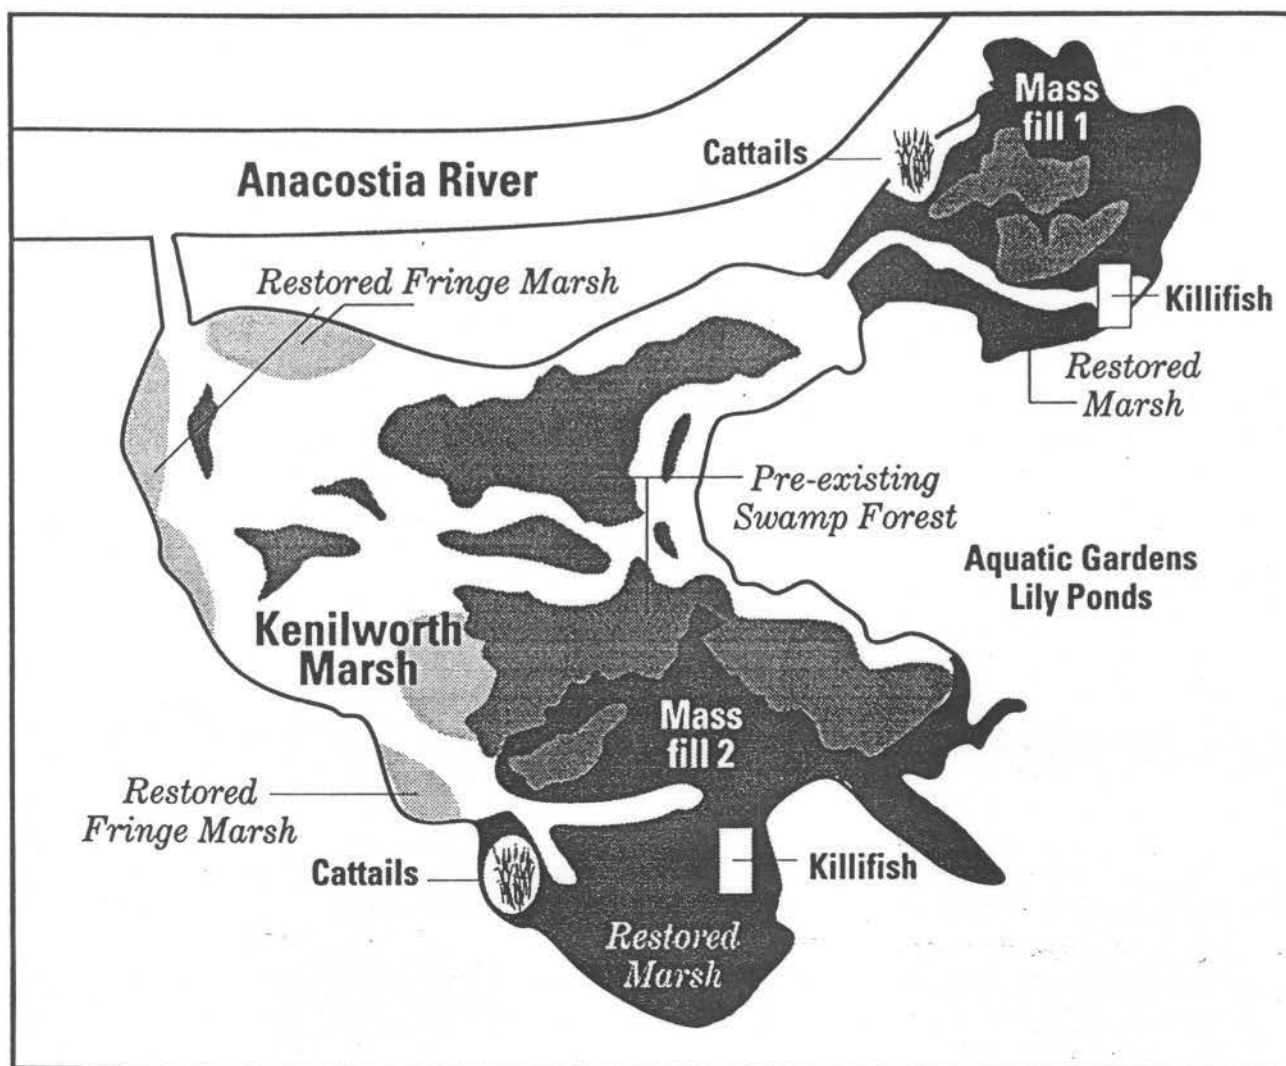 Mass
fill 1
Cattails
Anacostia River
Restored Fringe Marsh
Killifish
Restored
Marsh
Pre-existing
Swamp Forest
Aquatic Gardens
Lily Ponds
Kenilworth
Marsh
Mass
fill 2
Restored
Fringe Marsh
Cattails
Killifish
Restored
Marsh